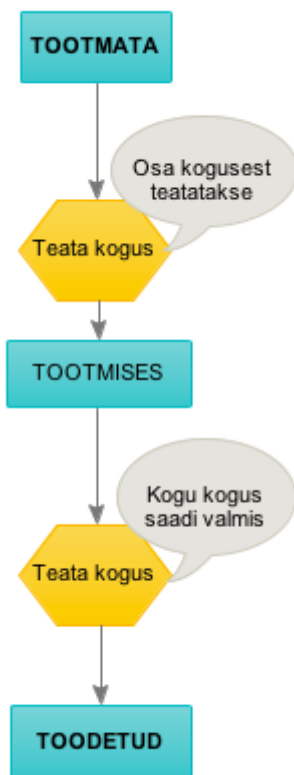 TOOTMATA
Osa kogusest
teatatakse
Teata kogus
TOOTMISES
Kogu kogus
saadi valmis
Teata kogus
TOODETUD